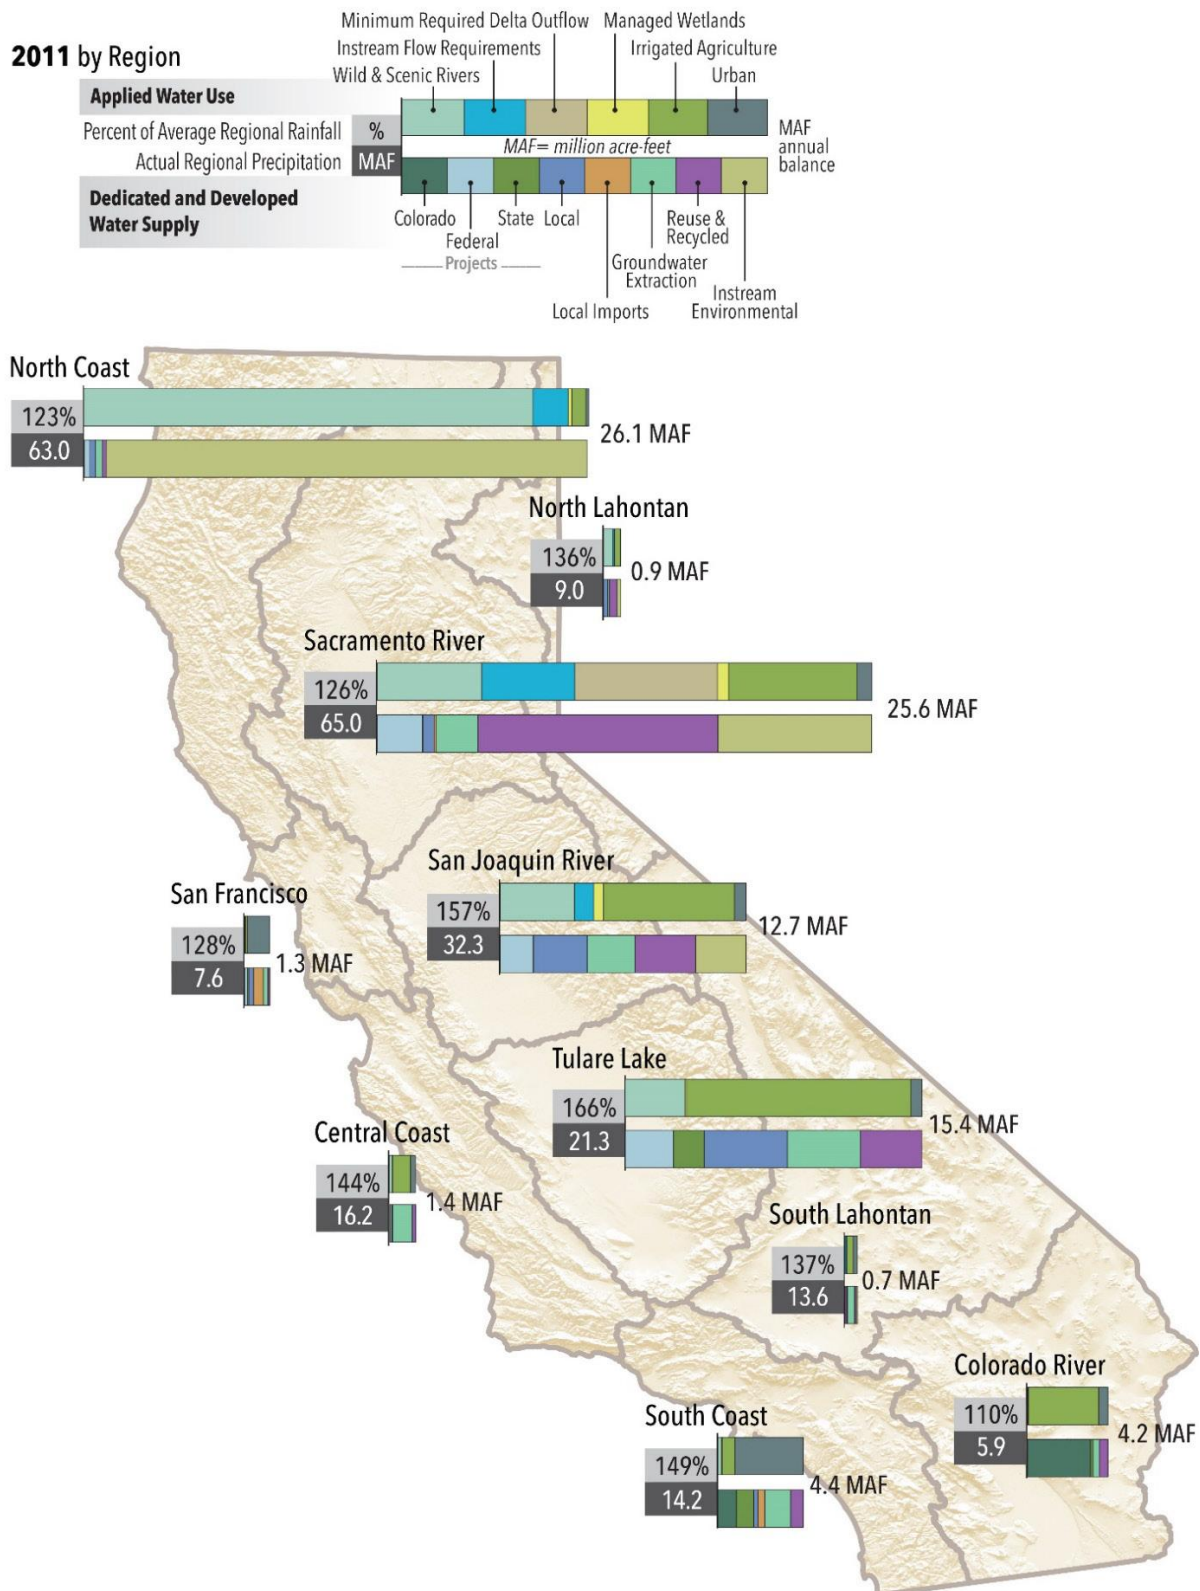 2011 by Region
Minimum Required Delta Outflow
Managed Wetlands
Instream Flow Requirements
Irrigated Agriculture
Wild & Scenic Rivers
Urban
Applied Water Use
Percent of Average Regional Rainfall
%
MAF= million acre-feet
Actual Regional Precipitation
MAF
MAF
annual
balance
Dedicated and Developed
Water Supply
Colorado
Federal
State
Projects
Local
Local Imports
Groundwater
Extraction
Reuse &
Recycled
Instream
Environmental
North Coast
123%
63.0
26.1 MAF
North Lahontan
136%
9.0
0.9 MAF
Sacramento River
126%
65.0
25.6 MAF
San Joaquin River
157%
32.3
12.7 MAF
San Francisco
128%
7.6
1.3 MAF
Tulare Lake
166%
21.3
15.4 MAF
Central Coast
144%
16.2
1.4 MAF
South Lahontan
137%
13.6
0.7 MAF
Colorado River
110%
5.9
4.2 MAF
South Coast
149%
14.2
4.4 MAF